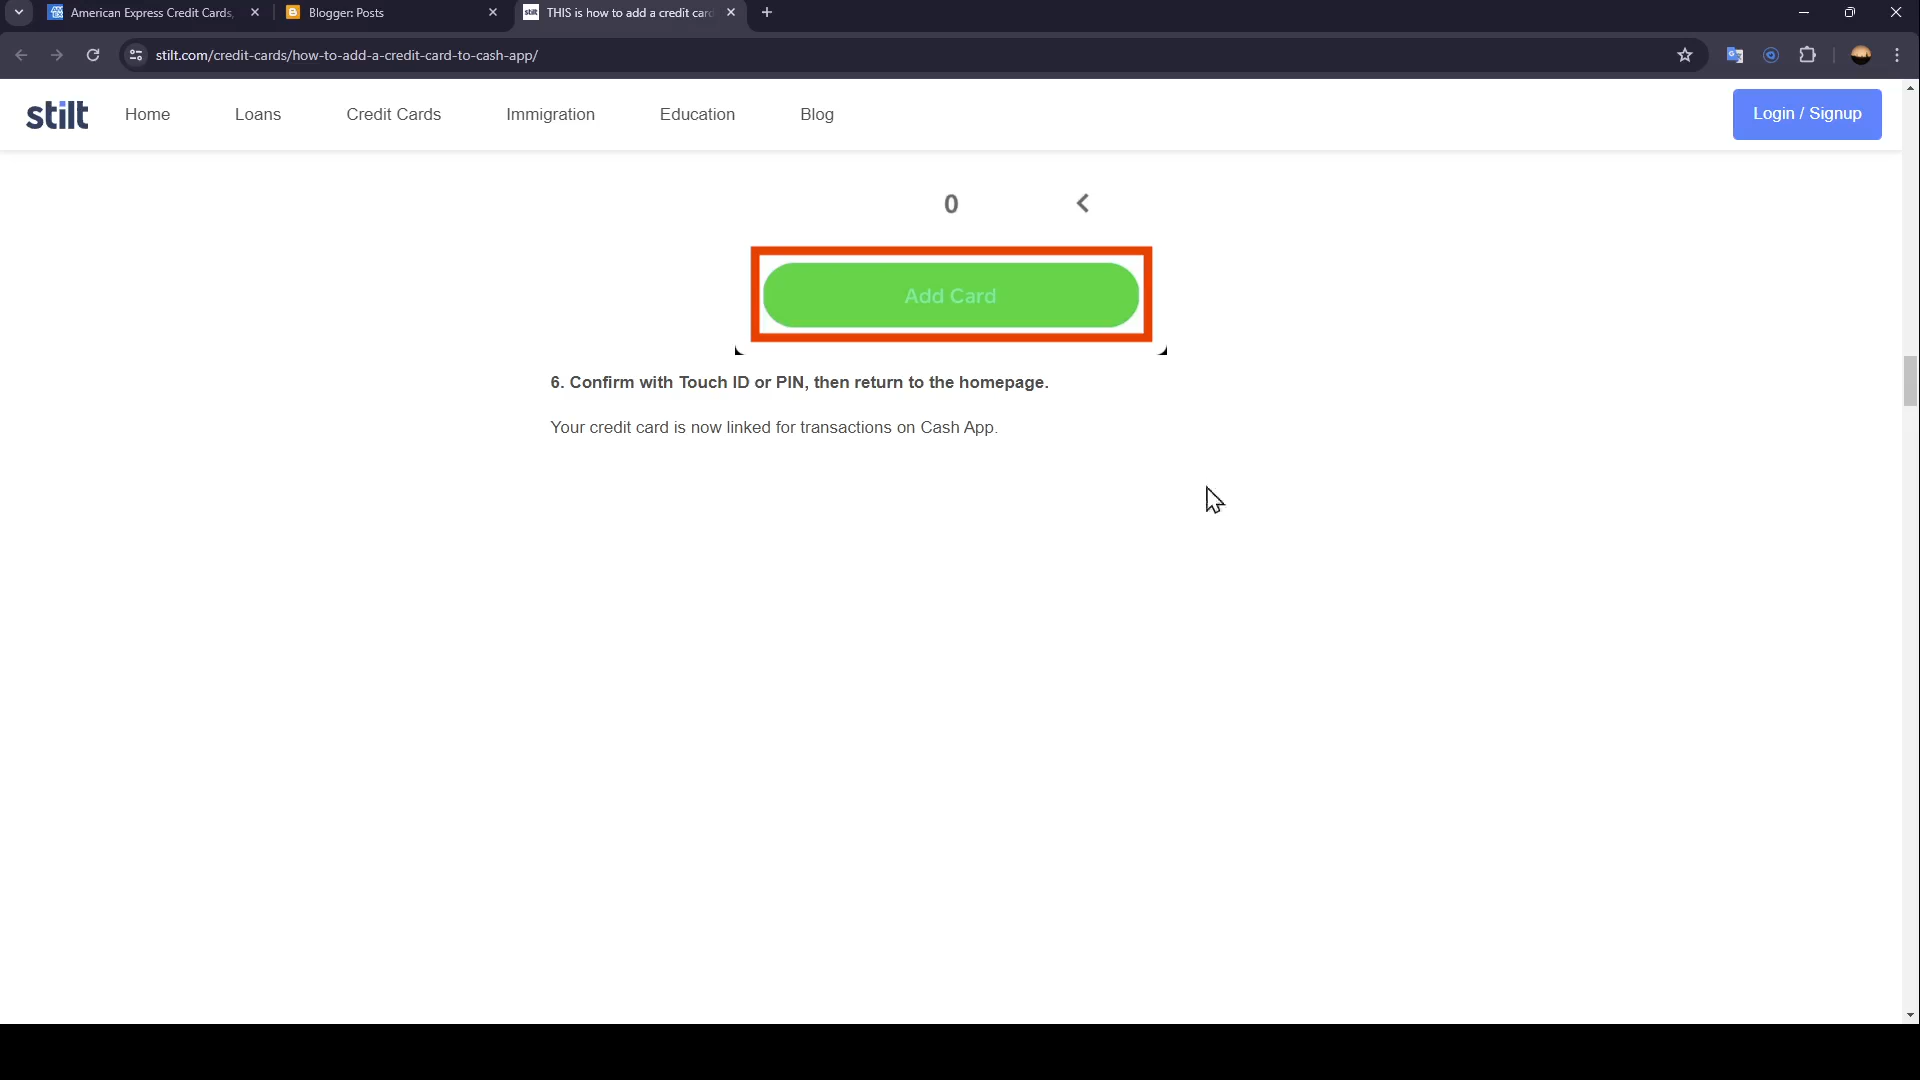 American Express Credit Cards,
Blogger: Posts
stilt
THIS is how to add a credit card
stilt.com/credit-cards/how-to-add-a-credit-card-to-cash-app/
stilt
Home
Loans
Credit Cards
Immigration
Education
Blog
Login / Signup
0
Add Card
6. Confirm with Touch ID or PIN, then return to the homepage.
Your credit card is now linked for transactions on Cash App.